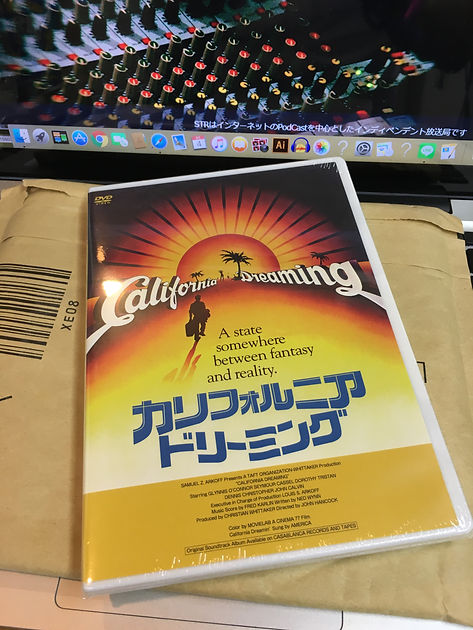 STRはインターネットのPodCastを中心としたインディペンデント放送局です
Ai
DVD
VIDEO
California Dreaming
A state
somewhere
between fantasy
and reality.
カリフォルニア
ドリーミング
SAMUEL Z. ARKOFF Presents A TAFT ORGANIZATION-WHITTAKER Production
"CALIFORNIA DREAMING"
Starring GLYNNIS O'CONNOR SEYMOUR CASSEL DOROTHY TRISTAN
DENNIS CHRISTOPHER JOHN CALVIN
Executive in Charge of Production LOUIS S. ARKOFF
Music Score by FRED KARLIN Written by NED WYNN
Produced by CHRISTIAN WHITTAKER Directed by JOHN HANCOCK
Color by MOVIELAB A CINEMA 77 Film
California Dreamin' Sung by AMERICA
Original Soundtrack Album Available on CASABLANCA RECORDS AND TAPES
XE08